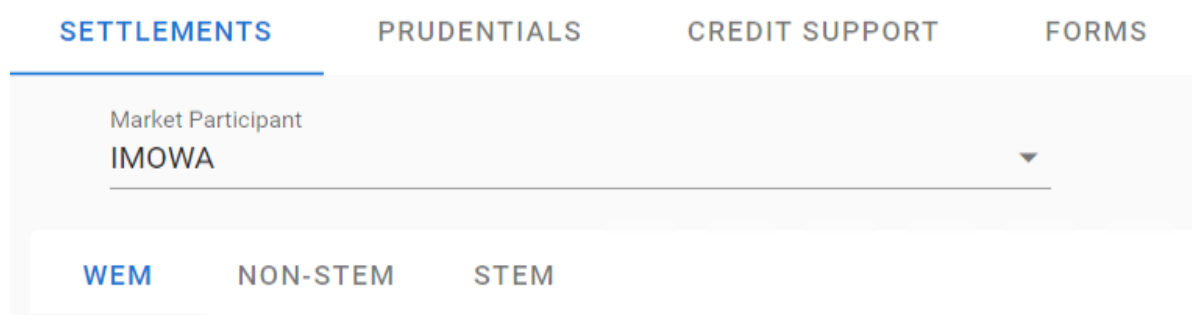 SETTLEMENTS PRUDENTIALS CREDIT SUPPORT FORMS
Market Participant
IMOWA
WEM NON-STEM STEM